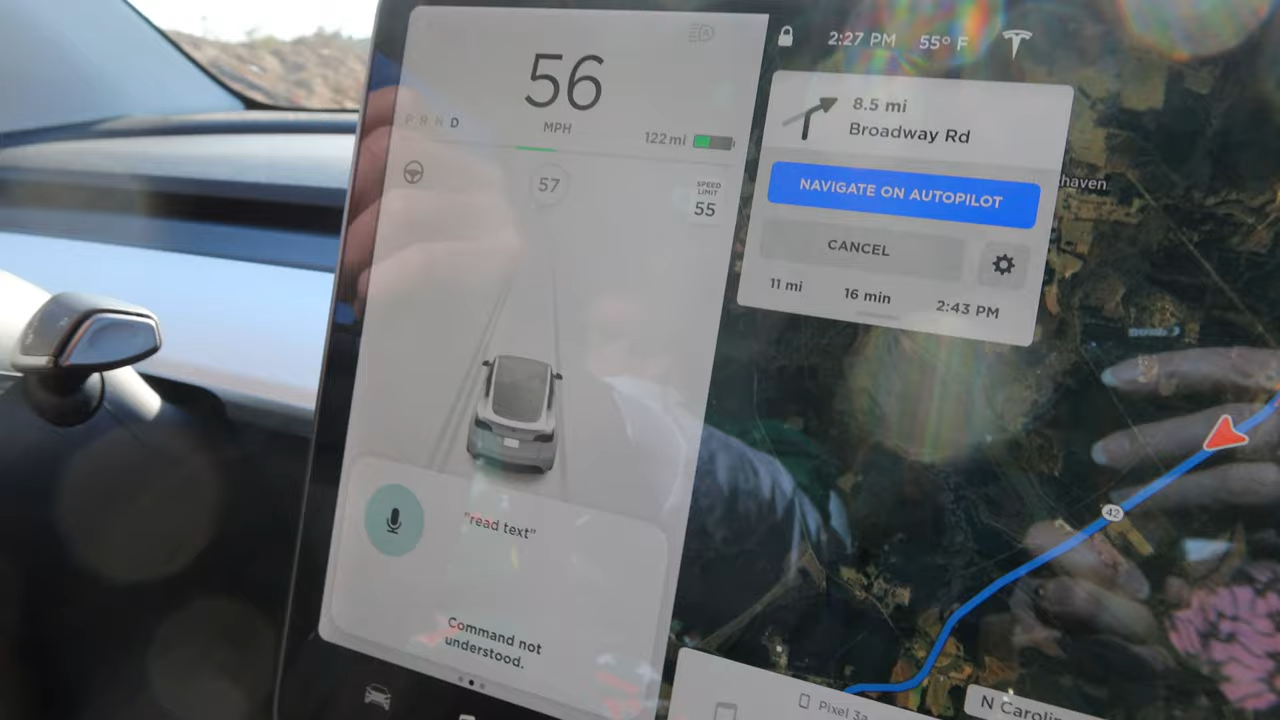 56
MPH
P R N D
122 mi
57
SPEED
LIMIT
55
"read text"
Command not
understood.
2:27 PM 55° F
8.5 mi
Broadway Rd
NAVIGATE ON AUTOPILOT
CANCEL
11 mi 16 min 2:43 PM
haven
42
Pixel 3a
N Carolin